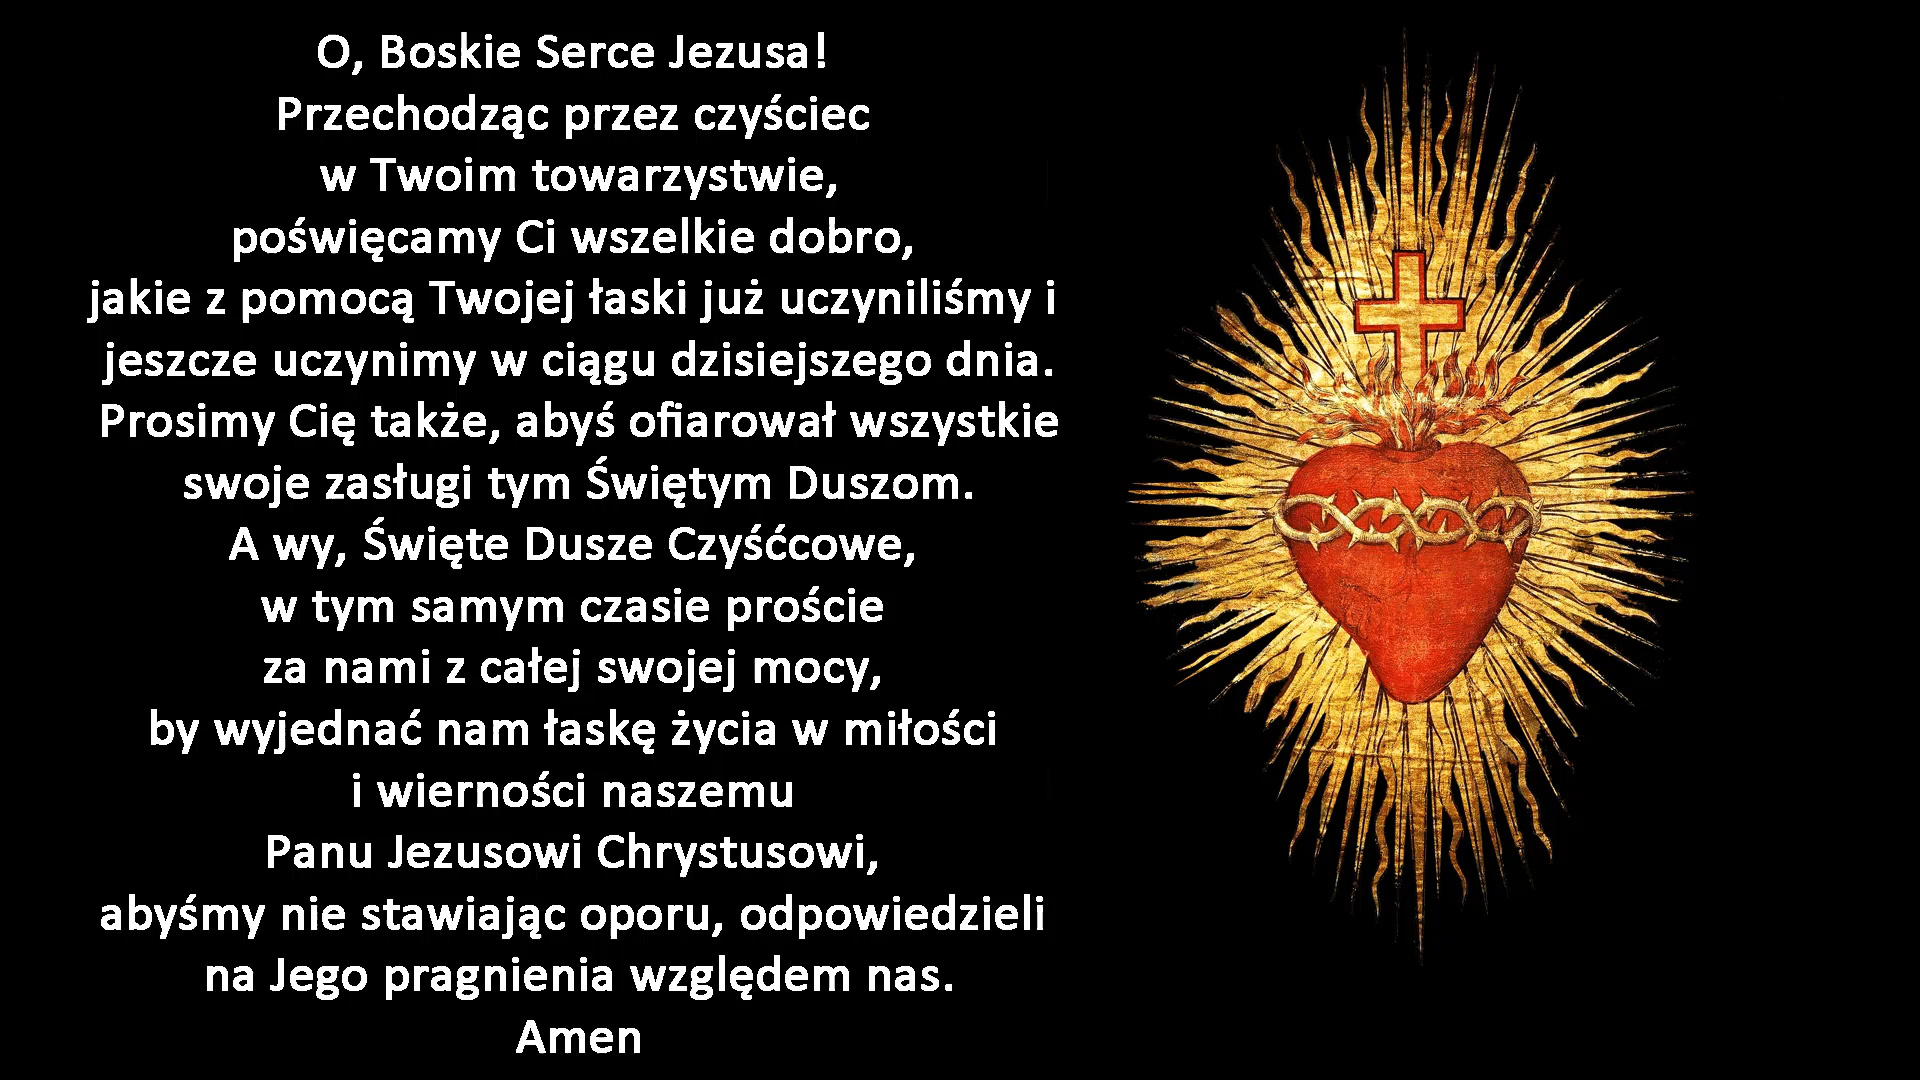 O, Boskie Serce Jezusa!
Przechodząc przez czyściec
w Twoim towarzystwie,
poświęcamy Ci wszelkie dobro,
jakie z pomocą Twojej łaski już uczyniliśmy i
jeszcze uczynimy w ciągu dzisiejszego dnia.
Prosimy Cię także, abyś ofiarował wszystkie
swoje zasługi tym Świętym Duszom.
A wy, Święte Dusze Czyśćcowe,
w tym samym czasie proście
za nami z całej swojej mocy,
by wyjednać nam łaskę życia w miłości
i wierności naszemu
Panu Jezusowi Chrystusowi,
abyśmy nie stawiając oporu, odpowiedzieli
na Jego pragnienia względem nas.
Amen